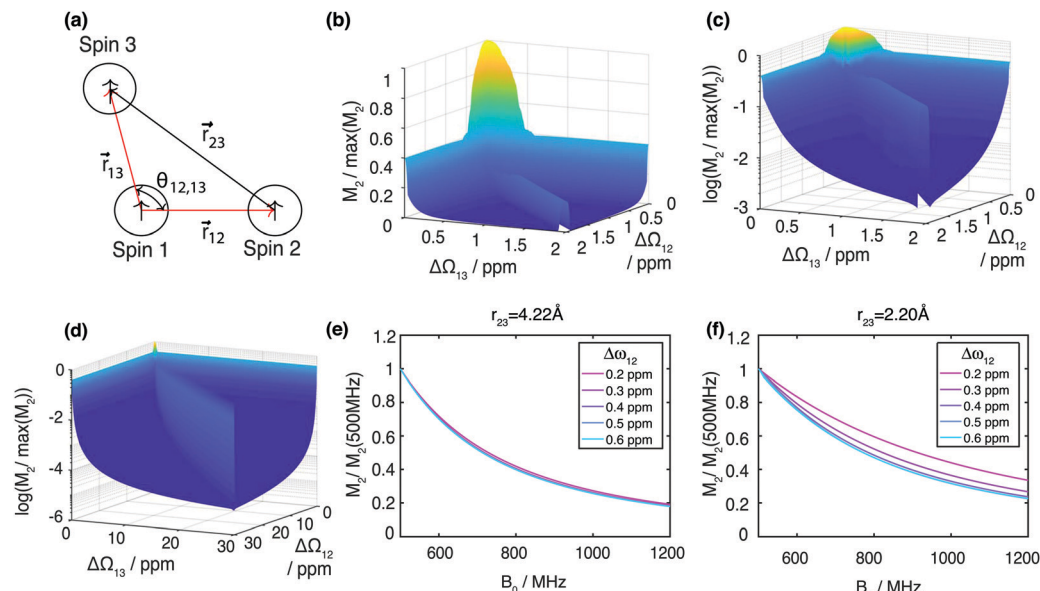 (a)
Spin 3
r⃗23
r⃗13
θ12,13
r⃗12
Spin 1
Spin 2
(b)
M2 / max(M2)
1
0.8
0.6
0.4
0.2
0
0.5
1
1.5
2
2
1.5
1
0.5
0
ΔΩ13 / ppm
ΔΩ12
/ ppm
(c)
log(M2 / max(M2))
0
-1
-2
-3
0.5
1
1.5
2
2
1.5
1
0.5
0
ΔΩ13 / ppm
ΔΩ12
/ ppm
(d)
log(M2/ max(M2))
0
-2
-4
-6
0
10
20
30
30
20
10
0
ΔΩ13 / ppm
ΔΩ12
/ ppm
(e)
r23=4.22Å
M2/ M2(500MHz)
1.2
1
0.8
0.6
0.4
0.2
0
Δω12
0.2 ppm
0.3 ppm
0.4 ppm
0.5 ppm
0.6 ppm
600
800
1000
1200
B0 / MHz
(f)
r23=2.20Å
M2/ M2(500MHz)
1.2
1
0.8
0.6
0.4
0.2
0
Δω12
0.2 ppm
0.3 ppm
0.4 ppm
0.5 ppm
0.6 ppm
600
800
1000
1200
B0 / MHz